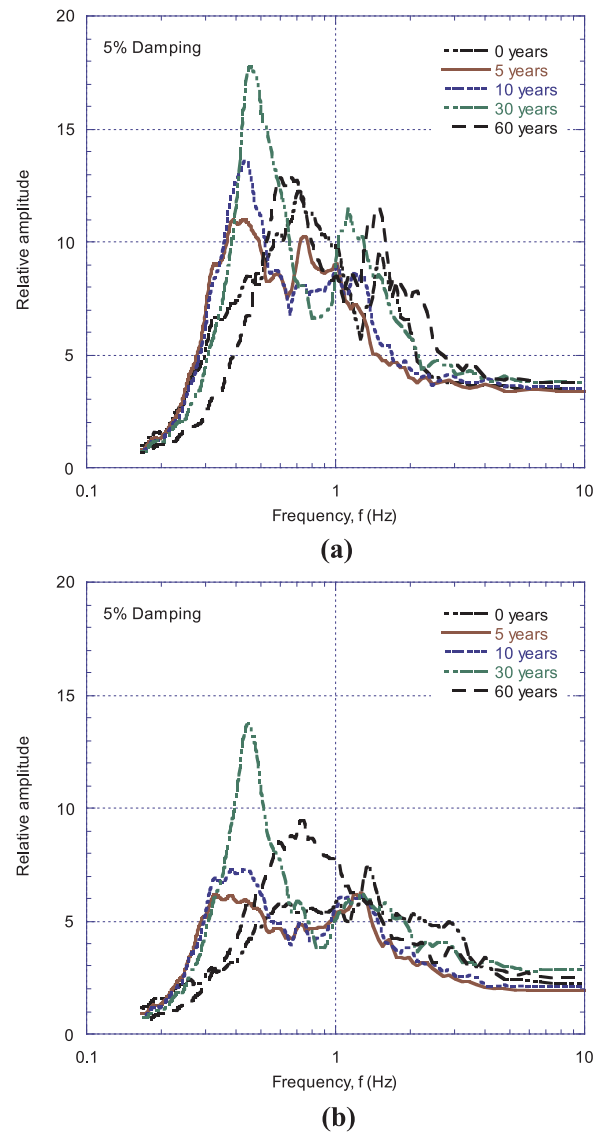 20
5% Damping
0 years
5 years
10 years
30 years
60 years
15
10
5
0
Relative amplitude
0.1
1
10
Frequency, f (Hz)
(a)
20
5% Damping
0 years
5 years
10 years
30 years
60 years
15
10
5
0
Relative amplitude
0.1
1
10
Frequency, f (Hz)
(b)